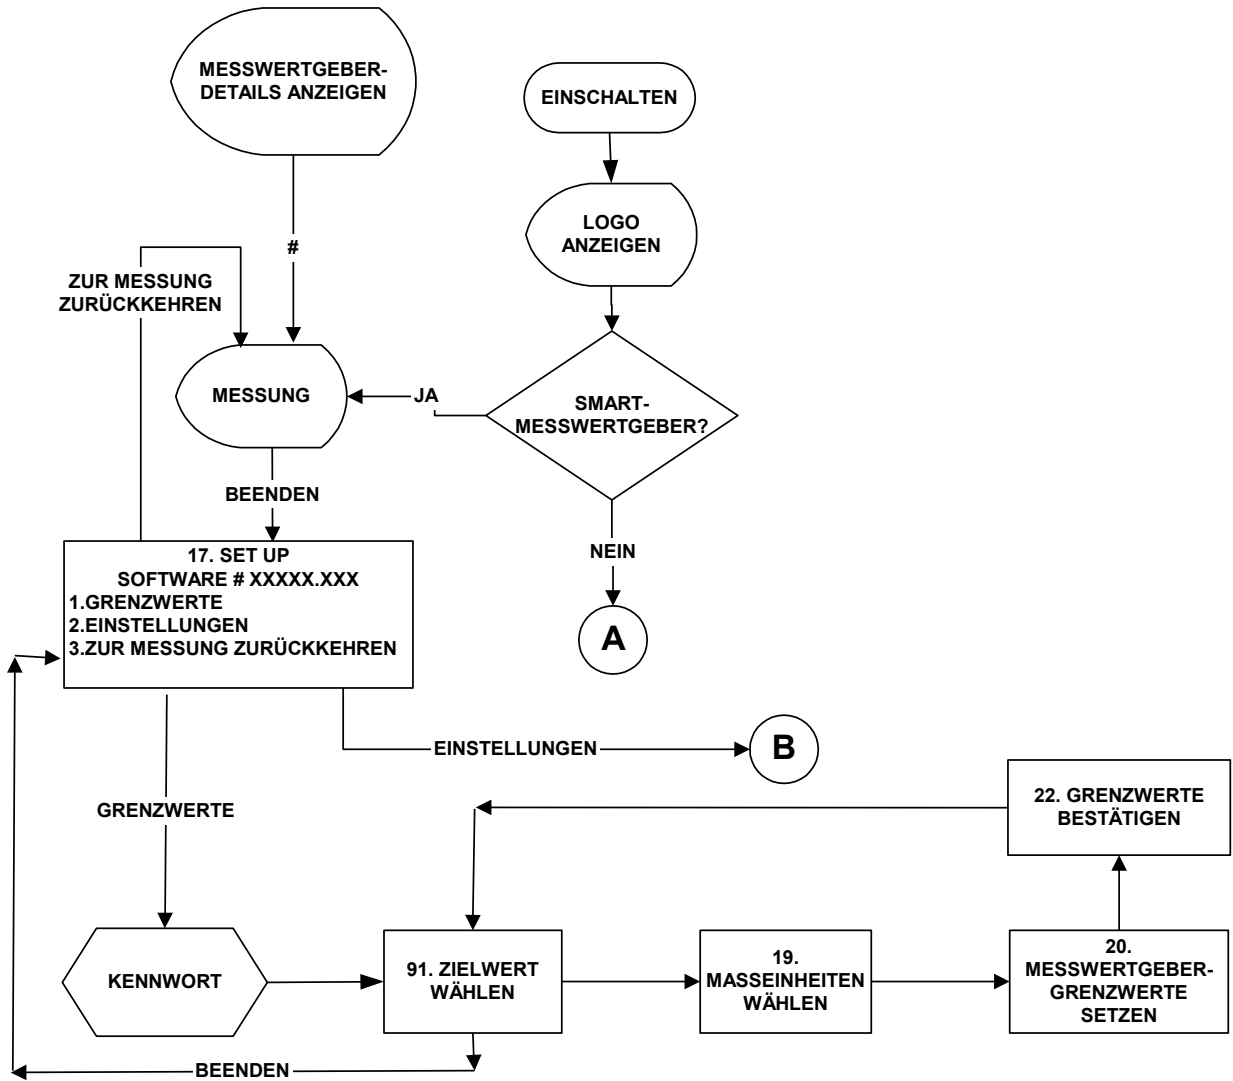 MESSWERTGEBER-
DETAILS ANZEIGEN
EINSCHALTEN
LOGO
ANZEIGEN
#
ZUR MESSUNG
ZURÜCKKEHREN
MESSUNG
JA
SMART-
MESSWERTGEBER?
BEENDEN
NEIN
17. SET UP
SOFTWARE # XXXXX.XXX
1.GRENZWERTE
2.EINSTELLUNGEN
3.ZUR MESSUNG ZURÜCKKEHREN
A
EINSTELLUNGEN
B
GRENZWERTE
22. GRENZWERTE
BESTÄTIGEN
KENNWORT
91. ZIELWERT
WÄHLEN
19.
MASSEINHEITEN
WÄHLEN
20.
MESSWERTGEBER-
GRENZWERTE
SETZEN
BEENDEN